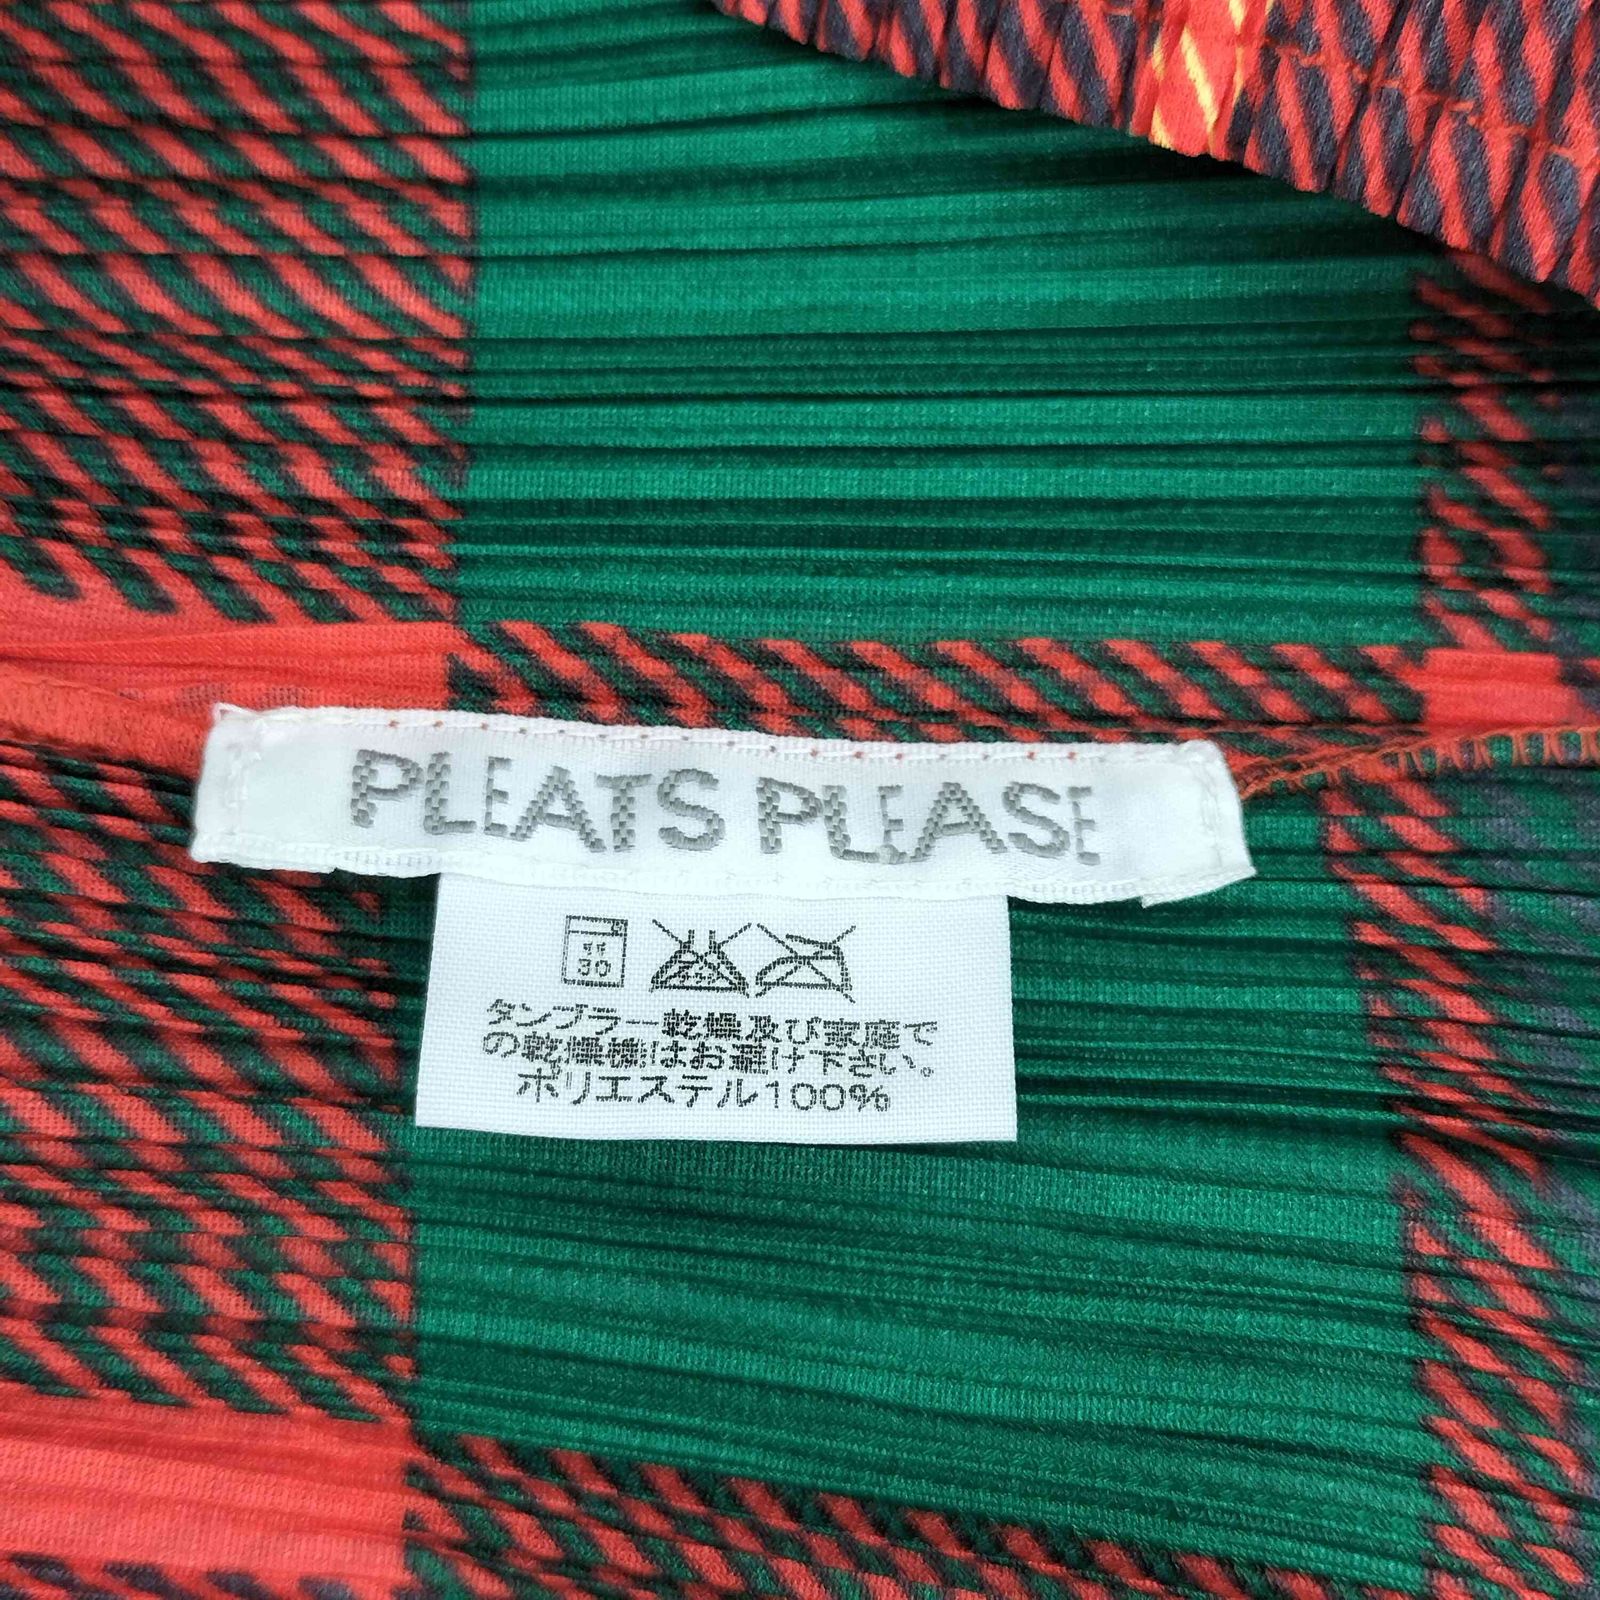 PLEATS PLEASE
30
タンブラー乾燥及び家庭で
の乾燥機はお避け下さい。
ポリエステル100%